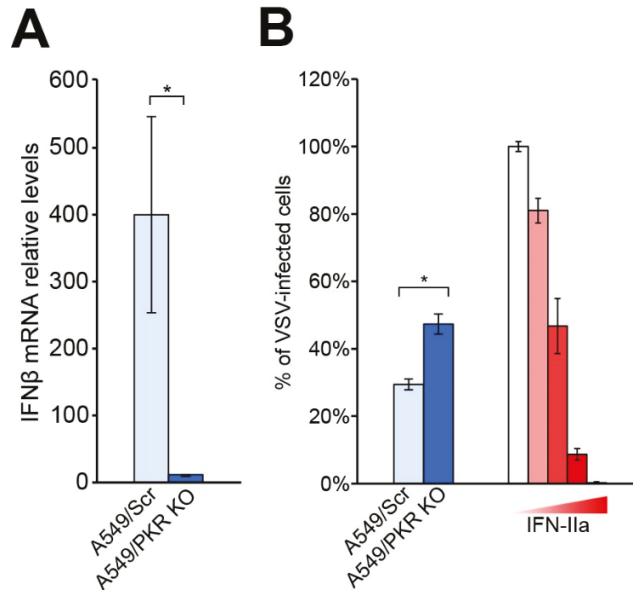 A
IFNβ mRNA relative levels
600
500
400
300
200
100
0
*
A549/Scr
A549/PKR KO
B
% of VSV-infected cells
120%
100%
80%
60%
40%
20%
0%
*
A549/Scr
A549/PKR KO
IFN-IIa